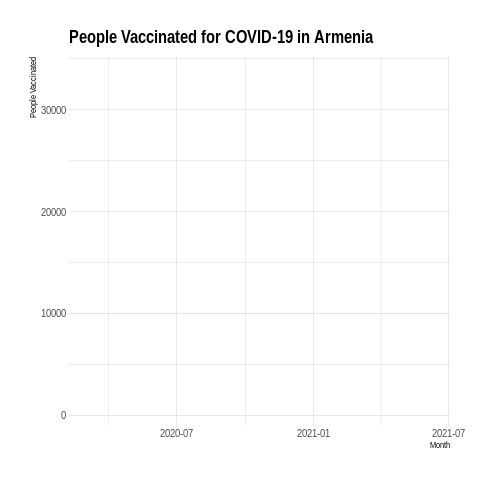 People Vaccinated for COVID-19 in Armenia
People Vaccinated
30000
20000
10000
0
2020-07 2021-01 2021-07
Month